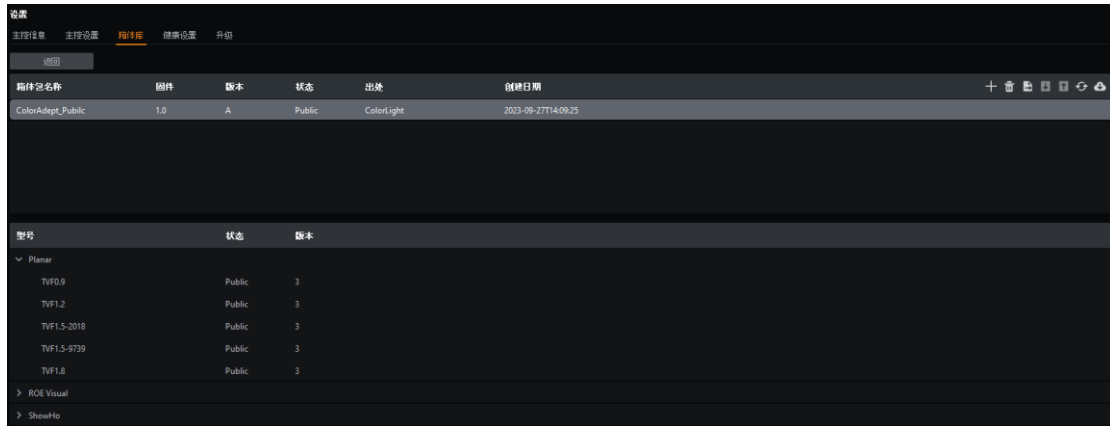 设置
主控信息 主控设置 箱体库 健康设置 升级
返回
箱体包名称 固件 版本 状态 出处 创建日期
ColorAdept_Pubilc 1.0 A Public ColorLight 2023-09-27T14:09:25
型号 状态 版本
Planar
TVF0.9 Public 3
TVF1.2 Public 3
TVF1.5-2018 Public 3
TVF1.5-9739 Public 3
TVF1.8 Public 3
ROE Visual
ShowHo